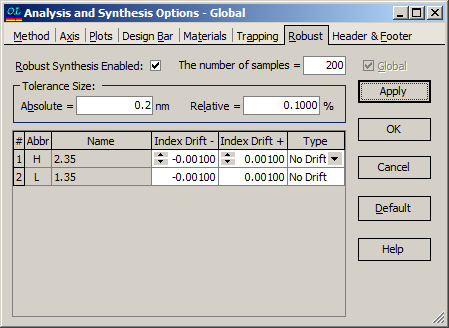 OL Analysis and Synthesis Options - Global
Method Axis Plots Design Bar Materials Trapping Robust Header & Footer
Robust Synthesis Enabled: The number of samples = 200 Global
Tolerance Size:
Absolute = 0.2 nm Relative = 0.1000 %
Apply
OK
Cancel
Default
Help
# Abbr Name Index Drift - Index Drift + Type
1 H 2.35 -0.00100 0.00100 No Drift
2 L 1.35 -0.00100 0.00100 No Drift